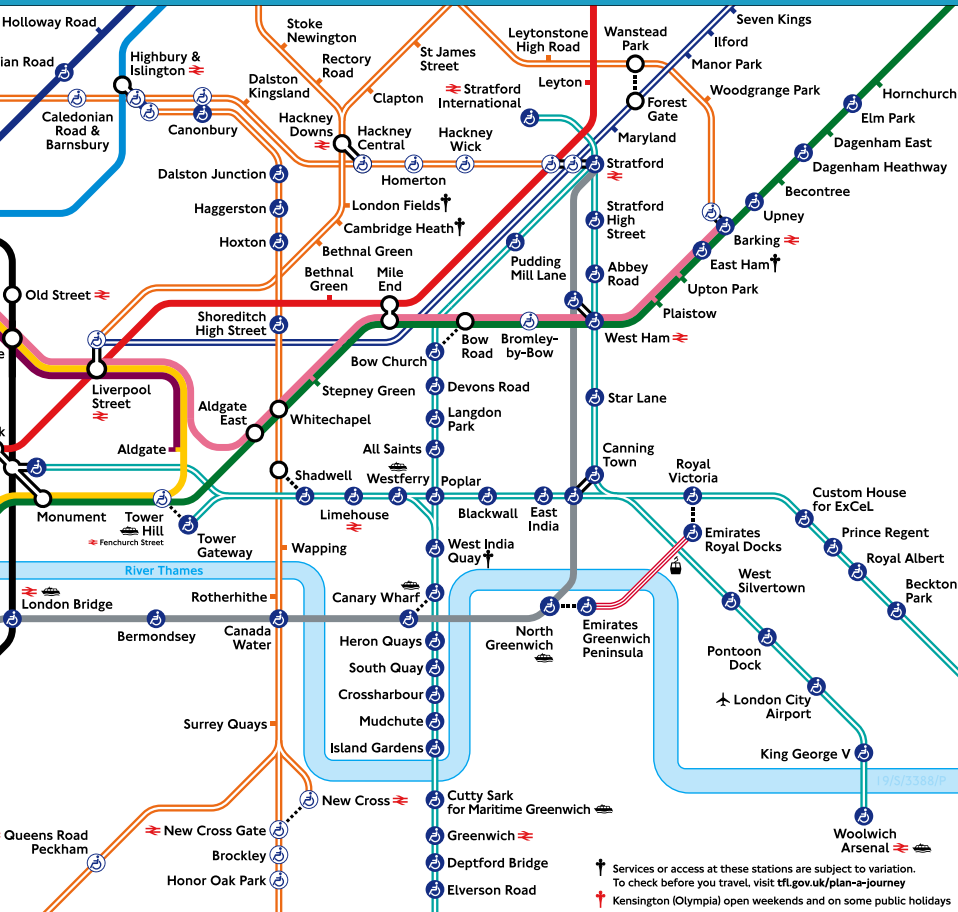 Holloway Road
ian Road
Highbury &
Islington
Caledonian
Road &
Barnsbury
Canonbury
Stoke
Newington
Rectory
Road
Dalston
Kingsland
Hackney
Downs
Clapton
St James
Street
Hackney
Central
Hackney
Wick
Homerton
Stratford
International
Leytonstone
High Road
Leyton
Wanstead
Park
Forest
Gate
Maryland
Seven Kings
Ilford
Manor Park
Woodgrange Park
Hornchurch
Elm Park
Dagenham East
Dagenham Heathway
Becontree
Upney
Barking
East Ham
Upton Park
Plaistow
Stratford
Stratford
High
Street
Abbey
Road
West Ham
Pudding
Mill Lane
Dalston Junction
Haggerston
Hoxton
London Fields
Cambridge Heath
Bethnal Green
Bethnal
Green
Mile
End
Old Street
e
Shoreditch
High Street
Liverpool
Street
Bow Church
Bow
Road
Bromley-
by-Bow
Devons Road
Stepney Green
Langdon
Park
Star Lane
Aldgate
East
Whitechapel
k
Aldgate
All Saints
Canning
Town
Monument
Tower
Hill
Fenchurch Street
Tower
Gateway
Shadwell
Limehouse
Westferry
Poplar
Blackwall
East
India
Royal
Victoria
Custom House
for ExCeL
Prince Regent
Royal Albert
Beckton
Park
Emirates
Royal Docks
West
Silvertown
Wapping
West India
Quay
River Thames
Rotherhithe
Canary Wharf
London Bridge
Bermondsey
Canada
Water
Heron Quays
North
Greenwich
Emirates
Greenwich
Peninsula
Pontoon
Dock
London City
Airport
South Quay
Crossharbour
Mudchute
Island Gardens
Surrey Quays
King George V
19/5/3388/P
New Cross
Cutty Sark
for Maritime Greenwich
New Cross Gate
Greenwich
Woolwich
Arsenal
Queens Road
Peckham
Brockley
Deptford Bridge
Honor Oak Park
Elverson Road
Services or access at these stations are subject to variation.
To check before you travel, visit tfl.gov.uk/plan-a-journey
Kensington (Olympia) open weekends and on some public holidays